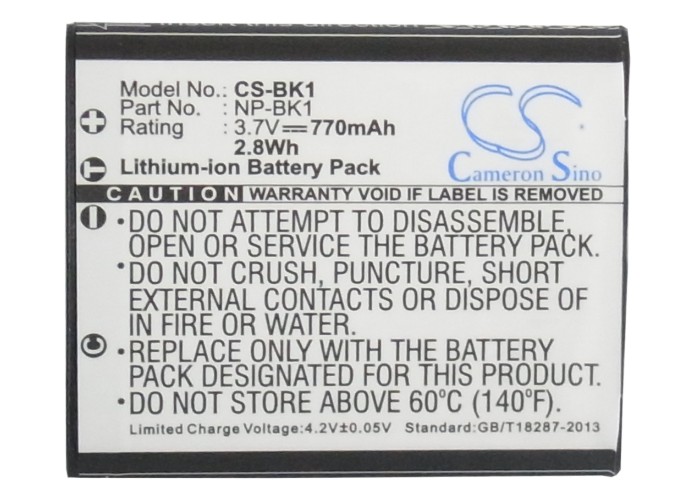 Model No.: CS-BK1
Part No. : NP-BK1
Rating : 3.7V⎓770mAh
2.8Wh
Lithium-ion Battery Pack
CS
Cameron Sino
CAUTION WARRANTY VOID IF LABEL IS REMOVED
•DO NOT ATTEMPT TO DISASSEMBLE,
OPEN OR SERVICE THE BATTERY PACK.
•DO NOT CRUSH, PUNCTURE, SHORT
EXTERNAL CONTACTS OR DISPOSE OF
IN FIRE OR WATER.
•REPLACE ONLY WITH THE BATTERY
PACK DESIGNATED FOR THIS PRODUCT.
•DO NOT STORE ABOVE 60⁰C (140⁰F).
Limited Charge Voltage:4.2V±0.05V Standard:GB/T18287-2013
+
-
I
C